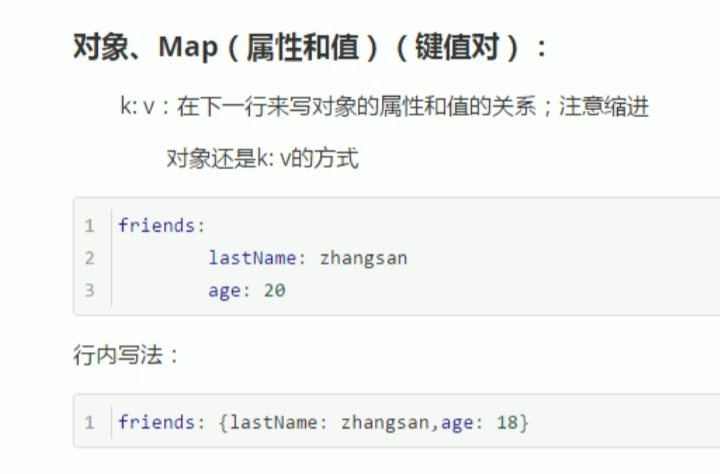 对象、Map（属性和值）（键值对）：
k: v：在下一行来写对象的属性和值的关系；注意缩进
对象还是k: v的方式
1 friends:
2 lastName: zhangsan
3 age: 20
行内写法：
1 friends: {lastName: zhangsan,age: 18}